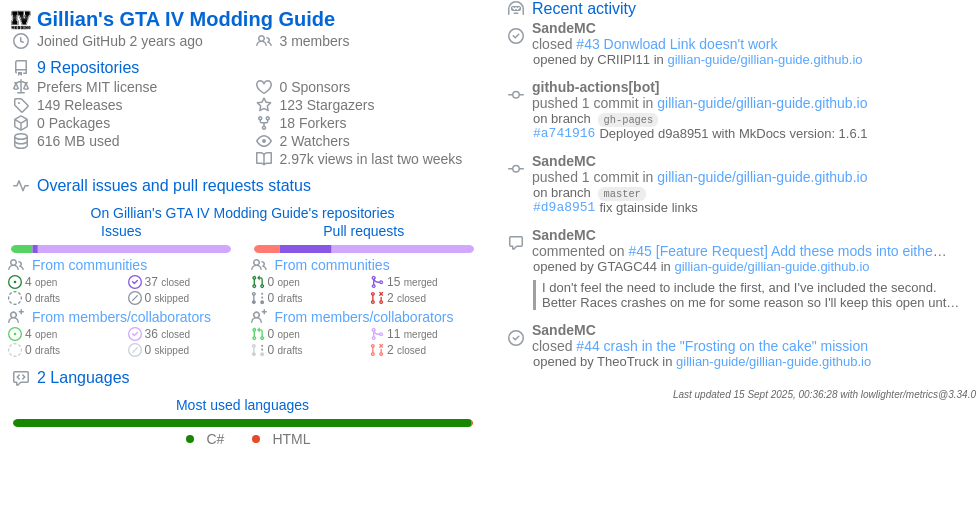 Gillian's GTA IV Modding Guide
Joined GitHub 2 years ago
3 members
9 Repositories
Prefers MIT license
149 Releases
0 Packages
616 MB used
0 Sponsors
123 Stargazers
18 Forkers
2 Watchers
2.97k views in last two weeks
Overall issues and pull requests status
On Gillian's GTA IV Modding Guide's repositories
Issues
From communities
4 open
37 closed
0 drafts
0 skipped
From members/collaborators
4 open
36 closed
0 drafts
0 skipped
Pull requests
From communities
0 open
15 merged
0 drafts
2 closed
From members/collaborators
0 open
11 merged
0 drafts
2 closed
2 Languages
Most used languages
C#
HTML
Recent activity
SandeMC
closed #43 Donwload Link doesn't work
opened by CRIIPI11 in gillian-guide/gillian-guide.github.io
github-actions[bot]
pushed 1 commit in gillian-guide/gillian-guide.github.io
on branch gh-pages
#a741916 Deployed d9a8951 with MkDocs version: 1.6.1
SandeMC
pushed 1 commit in gillian-guide/gillian-guide.github.io
on branch master
#d9a8951 fix gtainside links
SandeMC
commented on #45 [Feature Request] Add these mods into eithe…
opened by GTAGC44 in gillian-guide/gillian-guide.github.io
I don't feel the need to include the first, and I've included the second.
Better Races crashes on me for some reason so I'll keep this open unt…
SandeMC
closed #44 crash in the "Frosting on the cake" mission
opened by TheoTruck in gillian-guide/gillian-guide.github.io
Last updated 15 Sept 2025, 00:36:28 with lowlighter/metrics@3.34.0